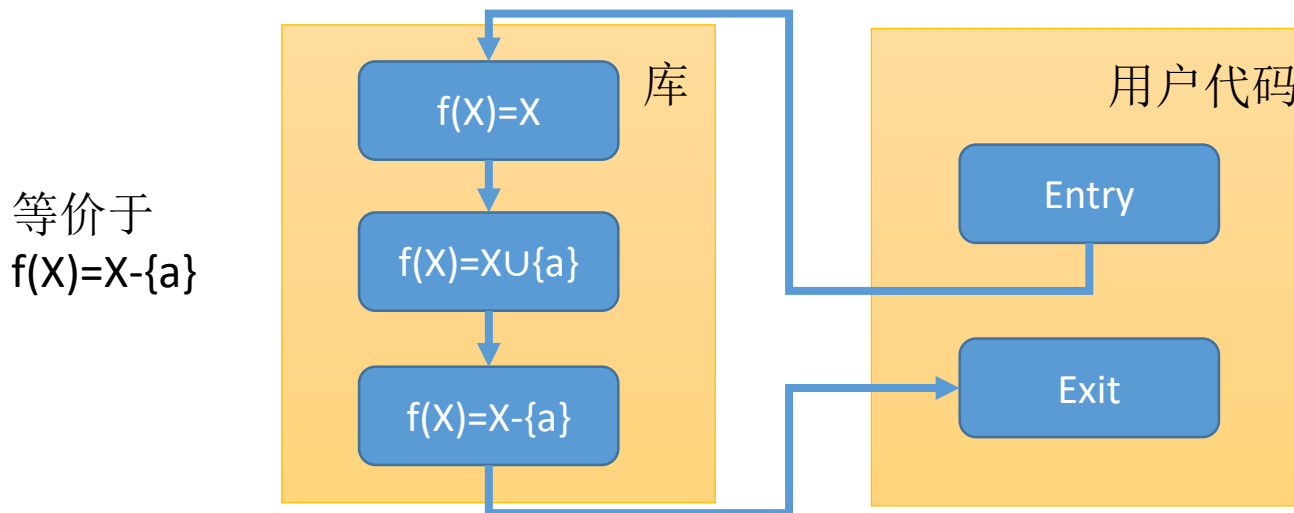 等价于
f(X)=X-{a}
库
f(X)=X
f(X)=X∪{a}
f(X)=X-{a}
用户代码
Entry
Exit